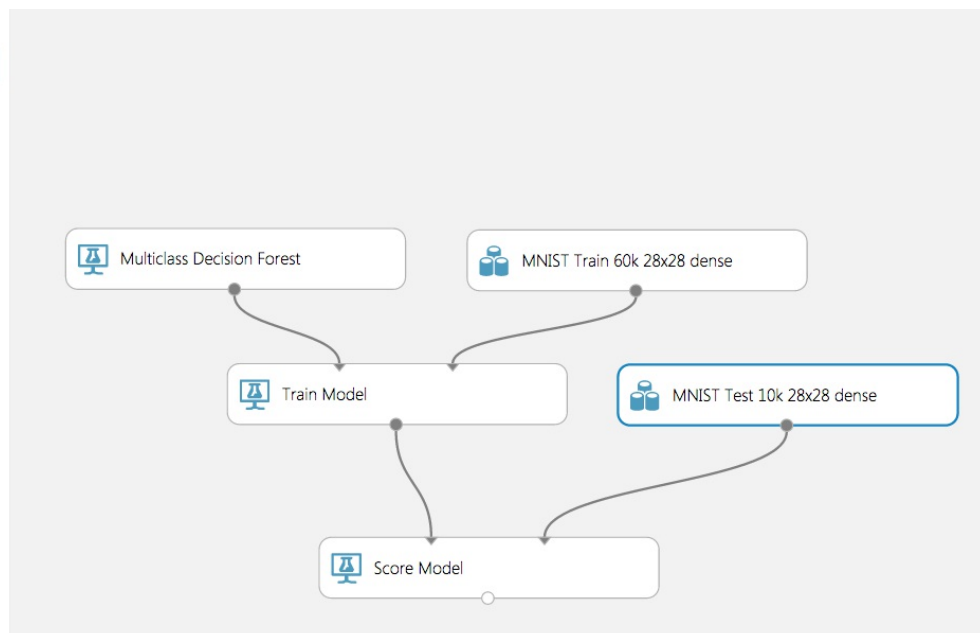 Multiclass Decision Forest
MNIST Train 60k 28x28 dense
Train Model
MNIST Test 10k 28x28 dense
Score Model